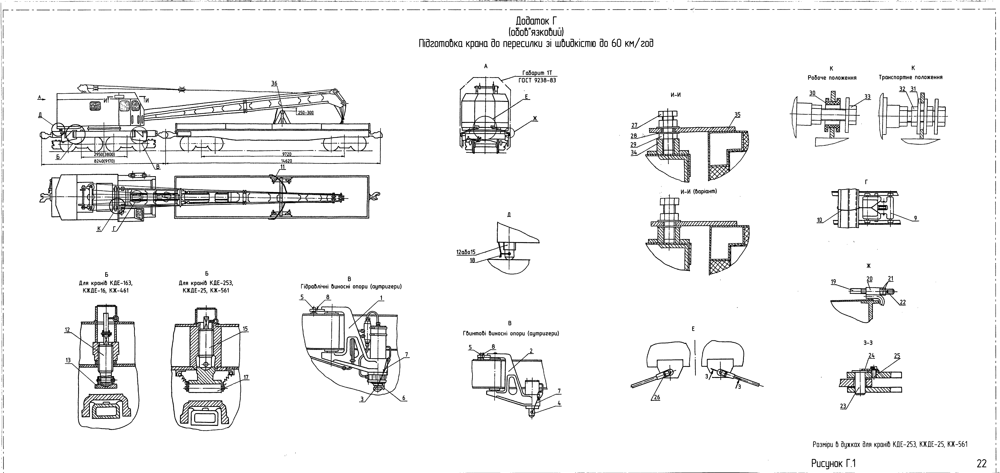 Додаток Г
(обов"язковий)
Підготовка крана до пересилки зі швидкістю до 60 км/год
А
И
И
36
250-300
Д
Б
В
2950(3800)
8240(9170)
9720
14620
11
К
Г
А
Габарит 1Т
ГОСТ 9238-83
Е
Ж
Д
12або15
18
И-И
27
28
29
34
35
И-И (варіант)
К
Робоче положення
30
33
К
Транспортне положення
32
31
Г
10
9
Ж
19
20
21
22
Б
Для кранів КДЕ-163,
КЖДЕ-16, КЖ-461
12
13
Б
Для кранів КДЕ-253,
КЖДЕ-25, КЖ-561
15
17
В
Гідравлічні виносні опори (аутригери)
5
8
1
7
3
6
В
Гвинтові виносні опори (аутригери)
5
8
2
7
4
Е
26
З
З
З-З
24
25
23
Розміри в дужках для кранів КДЕ-253, КЖДЕ-25, КЖ-561
Рисунок Г.1
22